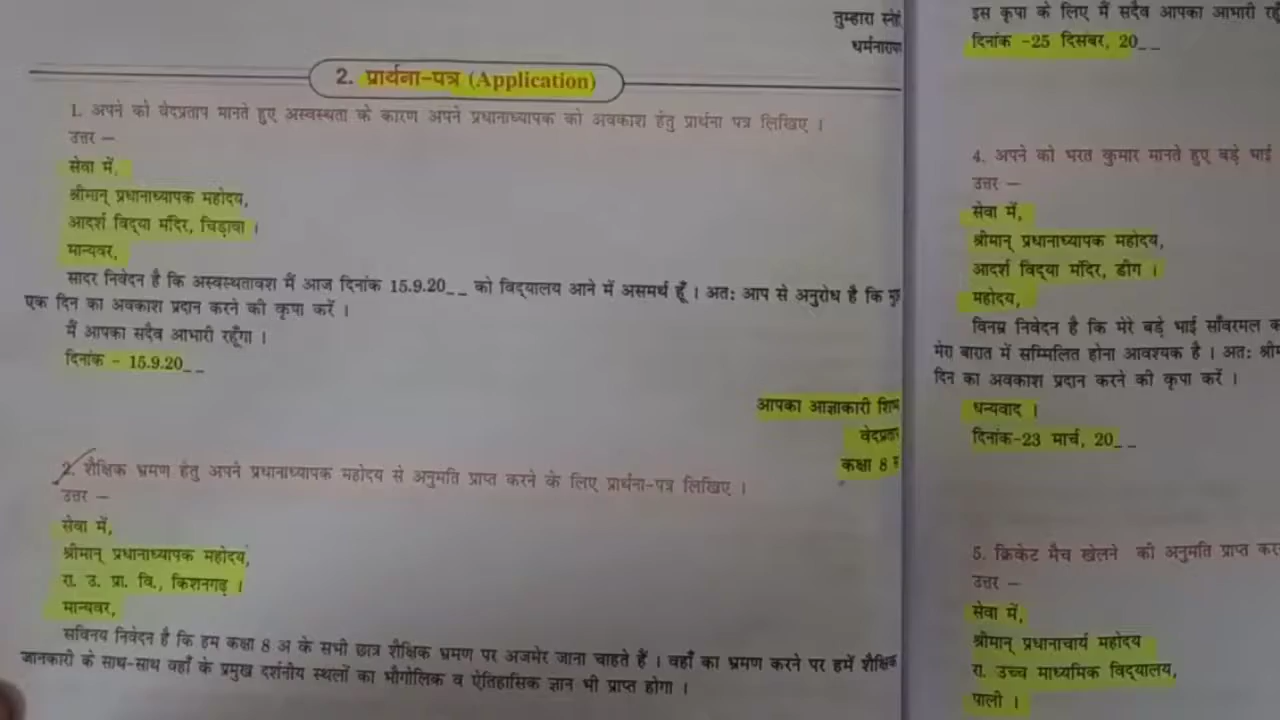 तुम्हारा
धर्मनारायण
2. प्रार्थना-पत्र (Application)
1. अपने को वेदप्रताप मानते हुए अस्वस्थता के कारण अपने प्रधानाध्यापक को अवकाश हेतु प्रार्थना पत्र लिखिए ।
उत्तर –
सेवा में,
श्रीमान् प्रधानाध्यापक महोदय,
आदर्श विद्या मंदिर, चिड़ावा ।
मान्यवर,
सादर निवेदन है कि अस्वस्थतावश मैं आज दिनांक 15.9.20_ _ को विद्यालय आने में असमर्थ हूँ । अतः आप से अनुरोध है कि
एक दिन का अवकाश प्रदान करने की कृपा करें ।
मैं आपका सदैव आभारी रहूँगा ।
दिनांक - 15.9.20_ _
आपका आज्ञाकारी
वेदप्रताप
कक्षा 8
2. शैक्षिक भ्रमण हेतु अपने प्रधानाध्यापक महोदय से अनुमति प्राप्त करने के लिए प्रार्थना-पत्र लिखिए ।
उत्तर –
सेवा में,
श्रीमान् प्रधानाध्यापक महोदय,
रा. उ. प्रा. वि., किशनगढ़ ।
मान्यवर,
सविनय निवेदन है कि हम कक्षा 8 अ के सभी छात्र शैक्षिक भ्रमण पर अजमेर जाना चाहते हैं । वहाँ का भ्रमण करने पर हमें शैक्षिक
जानकारी के साथ-साथ वहाँ के प्रमुख दर्शनीय स्थलों का भौगोलिक व ऐतिहासिक ज्ञान भी प्राप्त होगा ।
इस कृपा के लिए मैं सदैव आपका आभारी
दिनांक -25 दिसंबर, 20_ _
4. अपने को भरत कुमार मानते हुए बड़े भाई
उत्तर –
सेवा में,
श्रीमान् प्रधानाध्यापक महोदय,
आदर्श विद्या मंदिर, डीग ।
महोदय,
विनम्र निवेदन है कि मेरे बड़े भाई साँवरमल
मेरा बारात में सम्मिलित होना आवश्यक है । अतः
दिन का अवकाश प्रदान करने की कृपा करें ।
धन्यवाद ।
दिनांक-23 मार्च, 20_ _
5. क्रिकेट मैच खेलने की अनुमति प्राप्त
उत्तर –
सेवा में,
श्रीमान् प्रधानाचार्य महोदय
रा. उच्च माध्यमिक विद्यालय,
पाली ।